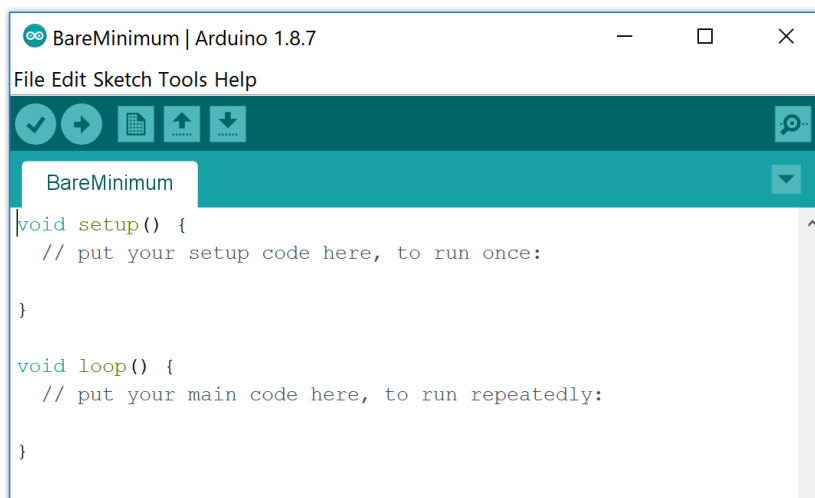 BareMinimum | Arduino 1.8.7
File Edit Sketch Tools Help
BareMinimum
void setup() {
  // put your setup code here, to run once:
}
void loop() {
  // put your main code here, to run repeatedly:
}